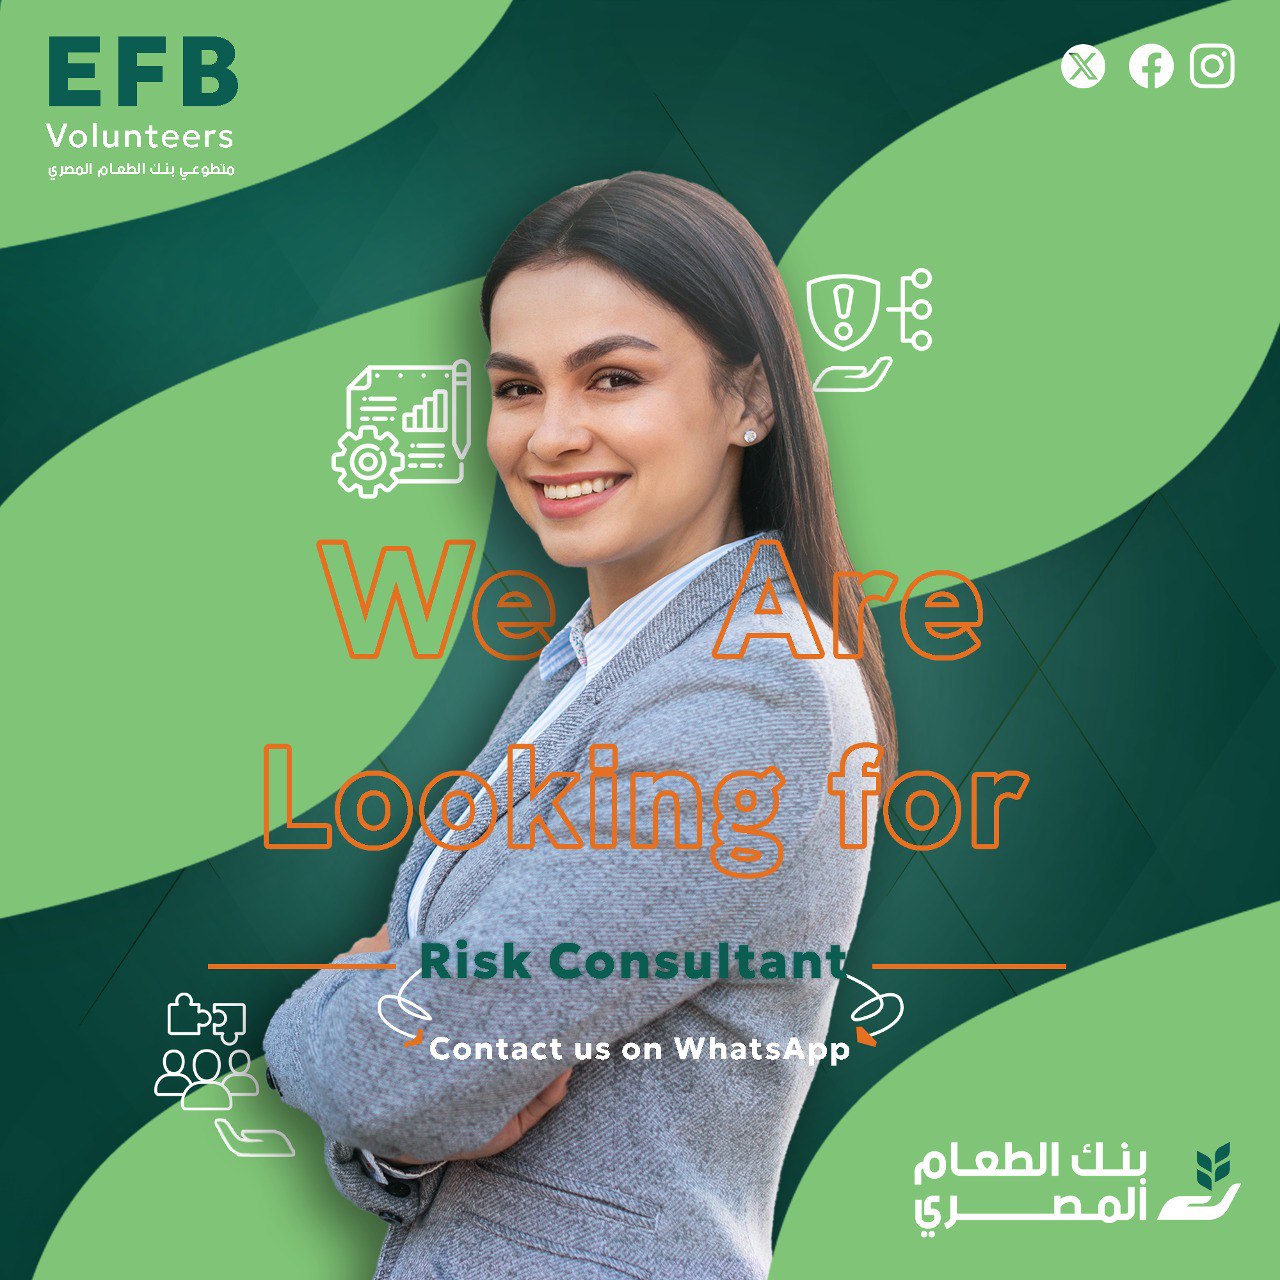 EFB
Volunteers
متطوعي بنك الطعام المصري
We Are
Looking for
Risk Consultant
Contact us on WhatsApp
بنك الطعام
المصري